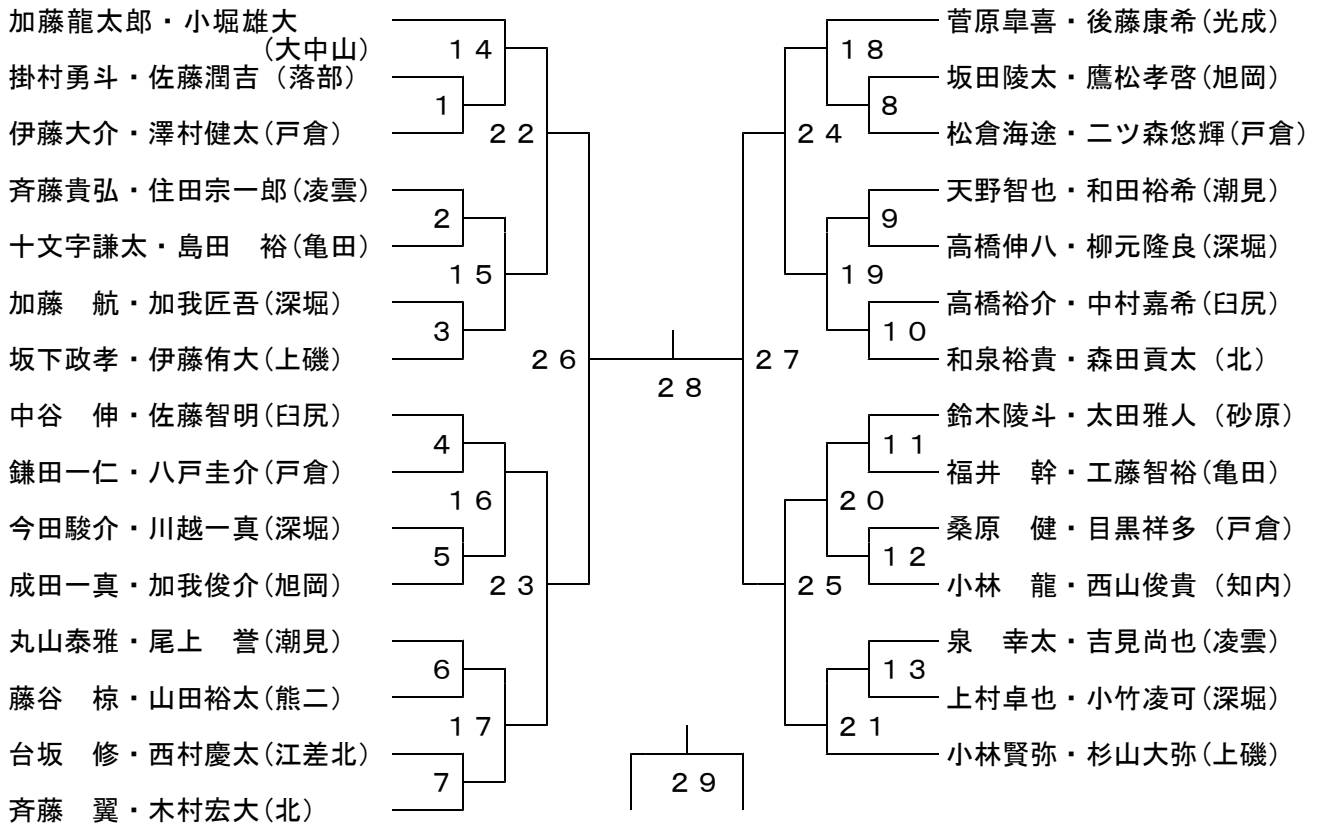 加藤龍太郎・小堀雄大
(大中山)
掛村勇斗・佐藤潤吉（落部）
伊藤大介・澤村健太(戸倉)
斉藤貴弘・住田宗一郎(凌雲)
十文字謙太・島田　裕(亀田)
加藤　航・加我匠吾(深堀)
坂下政孝・伊藤侑大(上磯)
中谷　伸・佐藤智明(臼尻)
鎌田一仁・八戸圭介(戸倉)
今田駿介・川越一真(深堀)
成田一真・加我俊介(旭岡)
丸山泰雅・尾上　誉(潮見)
藤谷　椋・山田裕太(熊二)
台坂　修・西村慶太(江差北)
斉藤　翼・木村宏大(北)
１４
１
２２
２
１５
３
２６
４
１６
５
２３
６
１７
７
２８
２９
１８
８
２４
９
１９
１０
２７
１１
２０
１２
２５
１３
２１
菅原皐喜・後藤康希(光成)
坂田陵太・鷹松孝啓(旭岡)
松倉海途・二ツ森悠輝(戸倉)
天野智也・和田裕希(潮見)
高橋伸八・柳元隆良(深堀)
高橋裕介・中村嘉希(臼尻)
和泉裕貴・森田貢太（北）
鈴木陵斗・太田雅人（砂原）
福井　幹・工藤智裕(亀田)
桑原　健・目黒祥多（戸倉）
小林　龍・西山俊貴（知内）
泉　幸太・吉見尚也(凌雲)
上村卓也・小竹凌可(深堀)
小林賢弥・杉山大弥(上磯)